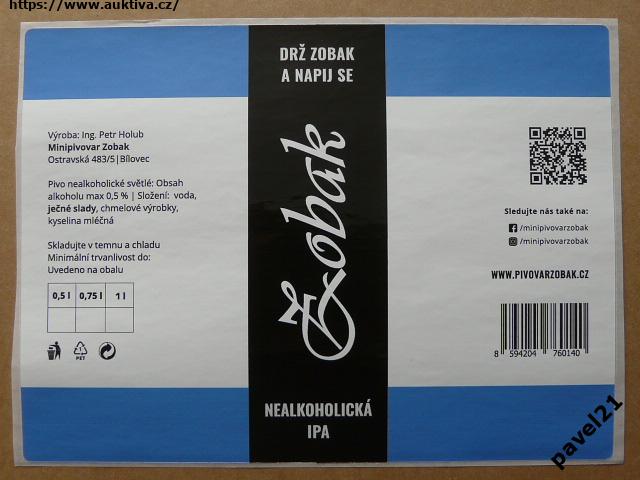 https://www.auktiva.cz/
DRŽ ZOBAK
A NAPIJ SE
Zobak
NEALKOHOLICKÁ
IPA
Výroba: Ing. Petr Holub
Minipivovar Zobak
Ostravská 483/5|Bílovec
Pivo nealkoholické světlé: Obsah
alkoholu max 0,5 % | Složení: voda,
ječné slady, chmelové výrobky,
kyselina mléčná
Skladujte v temnu a chladu
Minimální trvanlivost do:
Uvedeno na obalu
0,5 l 0,75 l 1 l
1
PET
Sledujte nás také na:
/minipivovarzobak
/minipivovarzobak
WWW.PIVOVARZOBAK.CZ
8 594204 760140
pavel21